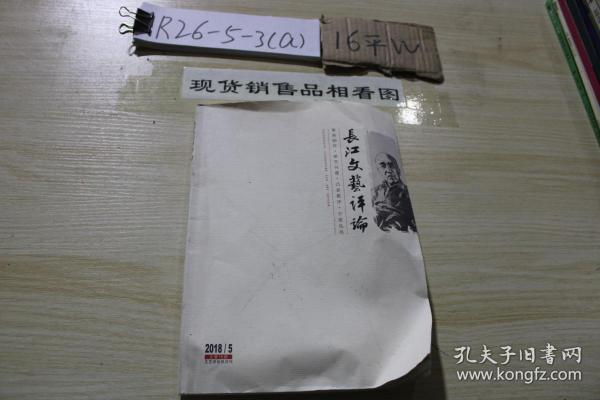 R26-5-3(a)
16平W
现货销售品相看图
長江文藝評論
2018/5
孔夫子旧书网
www.kongfz.com